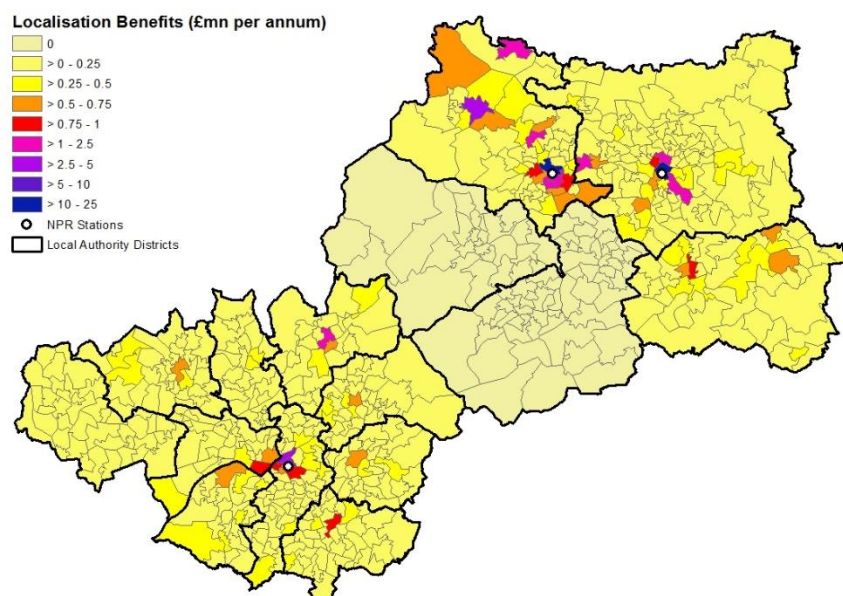 Localisation Benefits (£mn per annum)
0
> 0 - 0.25
> 0.25 - 0.5
> 0.5 - 0.75
> 0.75 - 1
> 1 - 2.5
> 2.5 - 5
> 5 - 10
> 10 - 25
NPR Stations
Local Authority Districts